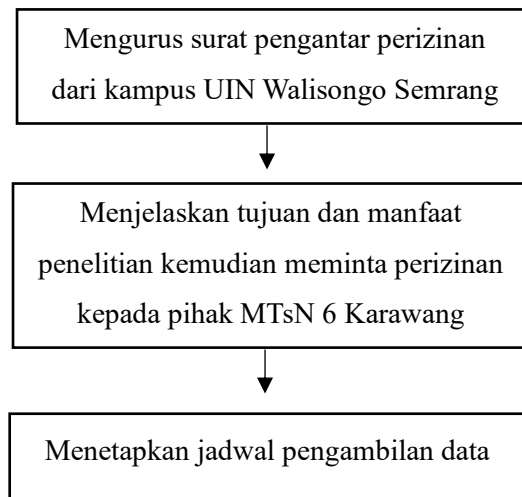 Mengurus surat pengantar perizinan
dari kampus UIN Walisongo Semrang
Menjelaskan tujuan dan manfaat
penelitian kemudian meminta perizinan
kepada pihak MTsN 6 Karawang
Menetapkan jadwal pengambilan data